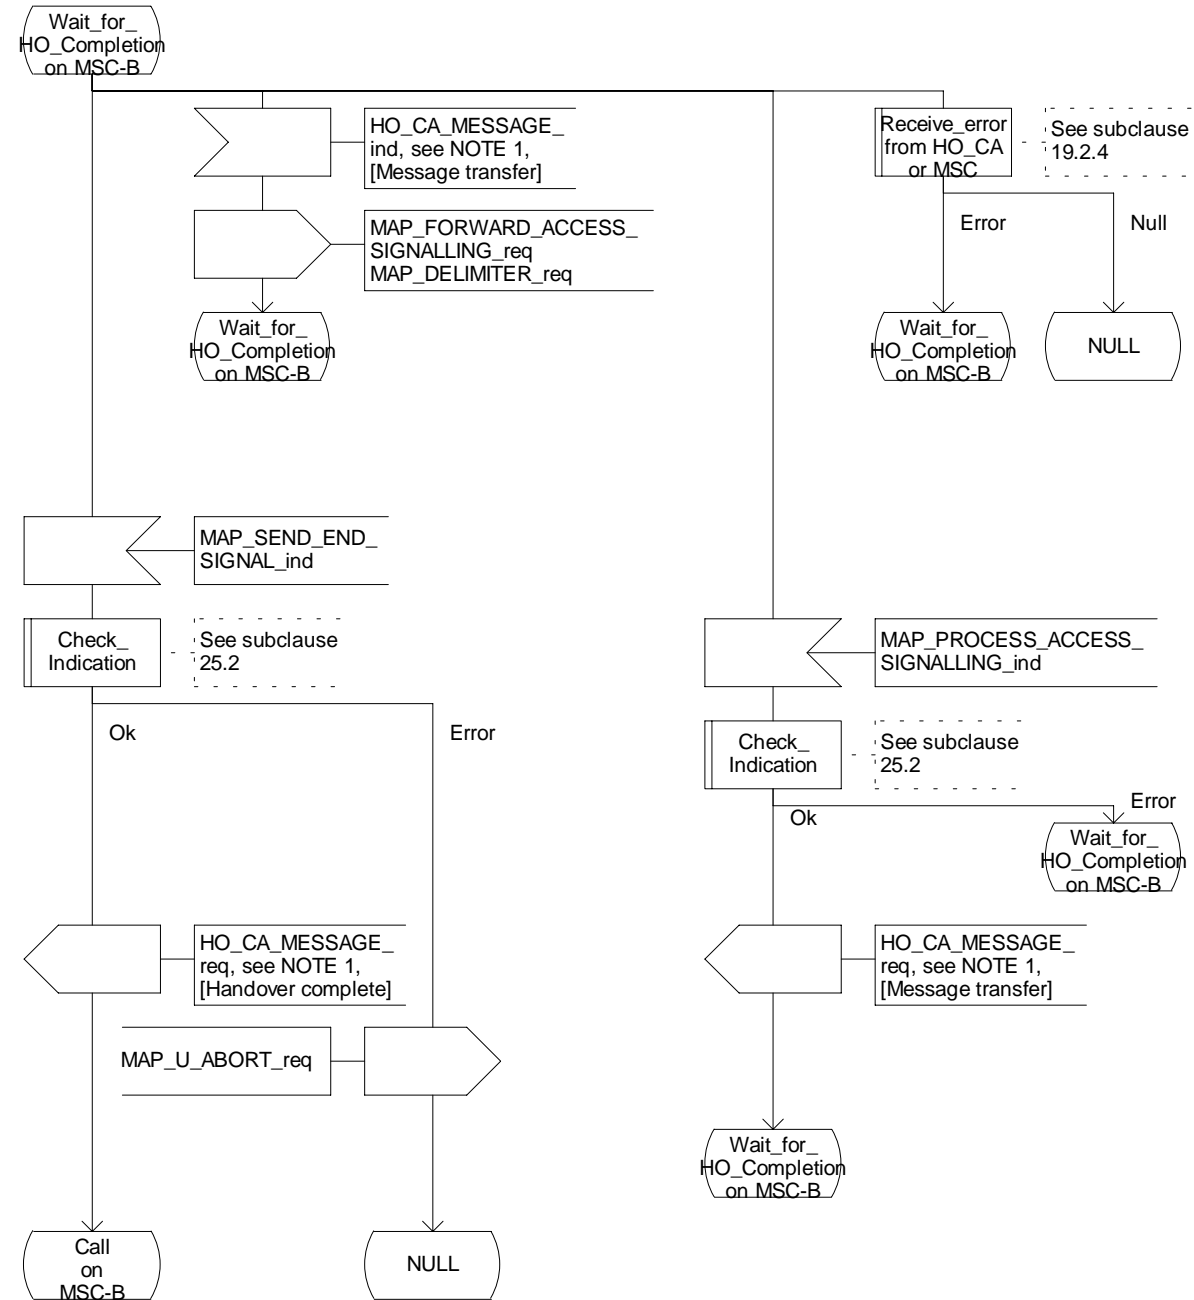 Wait_for_
HO_Completion
on MSC-B
HO_CA_MESSAGE_
ind, see NOTE 1,
[Message transfer]
Receive_error
from HO_CA
or MSC
See subclause
19.2.4
MAP_FORWARD_ACCESS_
SIGNALLING_req
MAP_DELIMITER_req
Error
Null
Wait_for_
HO_Completion
on MSC-B
Wait_for_
HO_Completion
on MSC-B
NULL
MAP_SEND_END_
SIGNAL_ind
Check_
Indication
See subclause
25.2
MAP_PROCESS_ACCESS_
SIGNALLING_ind
Ok
Error
Check_
Indication
See subclause
25.2
Ok
Error
Wait_for_
HO_Completion
on MSC-B
HO_CA_MESSAGE_
req, see NOTE 1,
[Handover complete]
HO_CA_MESSAGE_
req, see NOTE 1,
[Message transfer]
MAP_U_ABORT_req
Wait_for_
HO_Completion
on MSC-B
Call
on
MSC-B
NULL